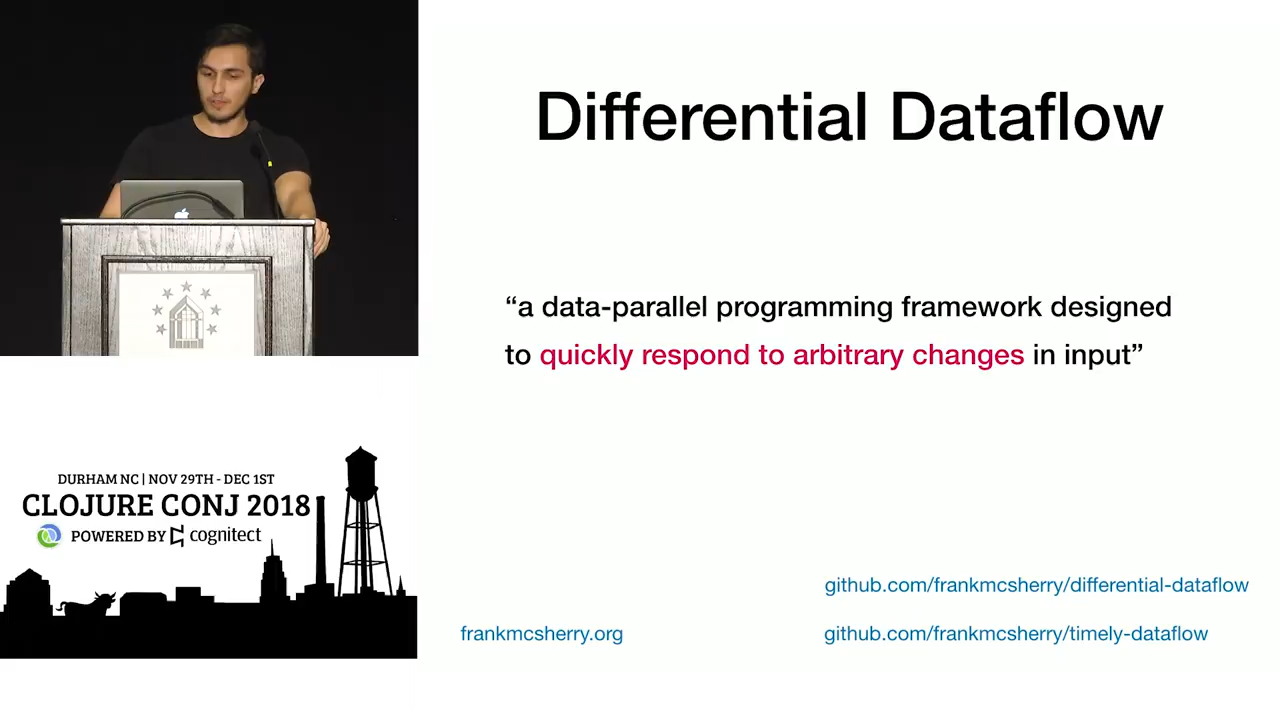 Differential Dataflow
“a data-parallel programming framework designed
to quickly respond to arbitrary changes in input”
github.com/frankmcsherry/differential-dataflow
frankmcsherry.org
github.com/frankmcsherry/timely-dataflow
DURHAM NC | NOV 29TH - DEC 1ST
CLOJURE CONJ 2018
POWERED BY cognitect